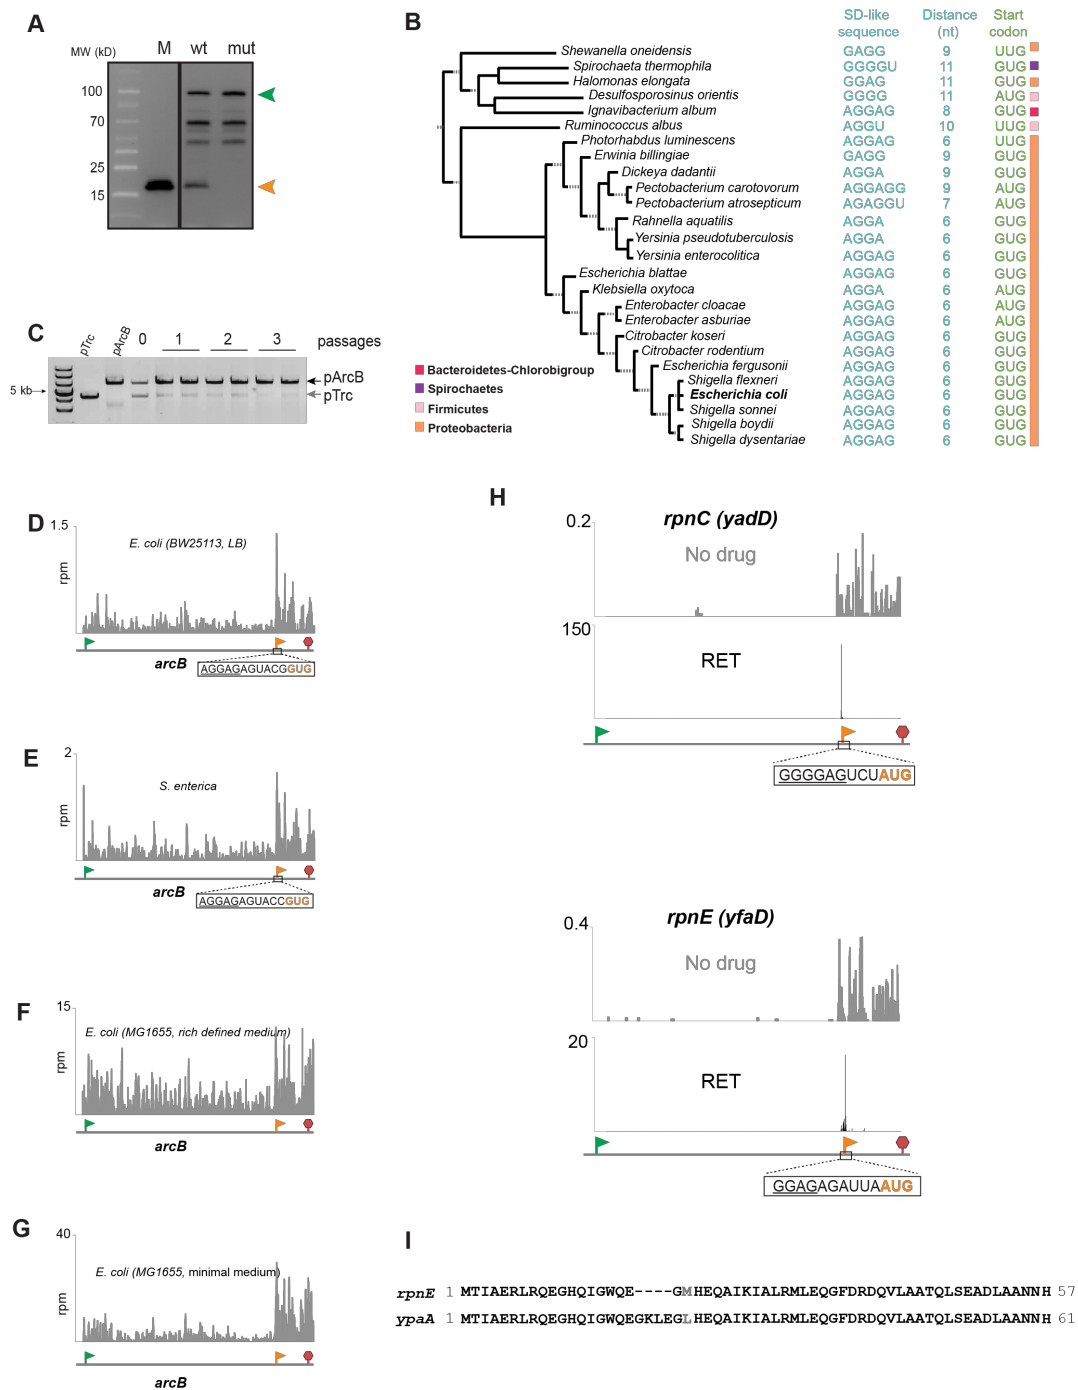 A
MW (kD)
M
wt
mut
100
70
25
15
B
SD-like sequence
Distance (nt)
Start codon
Shewanella oneidensis GAGG 9 UUG
Spirochaeta thermophila GGGGU 11 GUG
Halomonas elongata GGAG 11 GUG
Desulfosporosinus orientis GGGG 11 AUG
Ignavibacterium album AGGAG 8 GUG
Ruminococcus albus AGGU 10 UUG
Photorhabdus luminescens AGGAG 6 UUG
Erwinia billingiae GAGG 9 GUG
Dickeya dadantii AGGA 9 GUG
Pectobacterium carotovorum AGGAGG 9 AUG
Pectobacterium atrosepticum AGAGGU 7 AUG
Rahnella aquatilis AGGA 6 GUG
Yersinia pseudotuberculosis AGGA 6 GUG
Yersinia enterocolitica AGGAG 6 GUG
Escherichia blattae AGGAG 6 GUG
Klebsiella oxytoca AGGA 6 AUG
Enterobacter cloacae AGGAG 6 AUG
Enterobacter asburiae AGGAG 6 AUG
Citrobacter koseri AGGAG 6 GUG
Citrobacter rodentium AGGAG 6 GUG
Escherichia fergusonii AGGAG 6 GUG
Shigella flexneri AGGAG 6 GUG
Escherichia coli AGGAG 6 GUG
Shigella sonnei AGGAG 6 GUG
Shigella boydii AGGAG 6 GUG
Shigella dysentariae AGGAG 6 GUG
Bacteroidetes-Chlorobigroup
Spirochaetes
Firmicutes
Proteobacteria
C
pTrc
pArcB
0 1 2 3 passages
5 kb
pArcB
pTrc
D
1.5
rpm
E. coli (BW25113, LB)
arcB
AGGAGAGUACGGUG
E
2
rpm
S. enterica
arcB
AGGAGAGUACCGUG
F
15
rpm
E. coli (MG1655, rich defined medium)
arcB
G
40
rpm
E. coli (MG1655, minimal medium)
arcB
H
0.2
rpnC (yadD)
No drug
150
RET
GGGGAGUCUAUG
0.4
rpnE (yfaD)
No drug
20
RET
GGAGAGAUUAAUG
I
rpnE 1 MTIAERLRQEGHQIGWQE----GMHEQAIKIALRMLEQGFDRDQVLAATQLSEADLAANNH 57
ypaA 1 MTIAERLRQEGHQIGWQEGKLEGLHEQAIKIALRMLEQGFDRDQVLAATQLSEADLAANNH 61